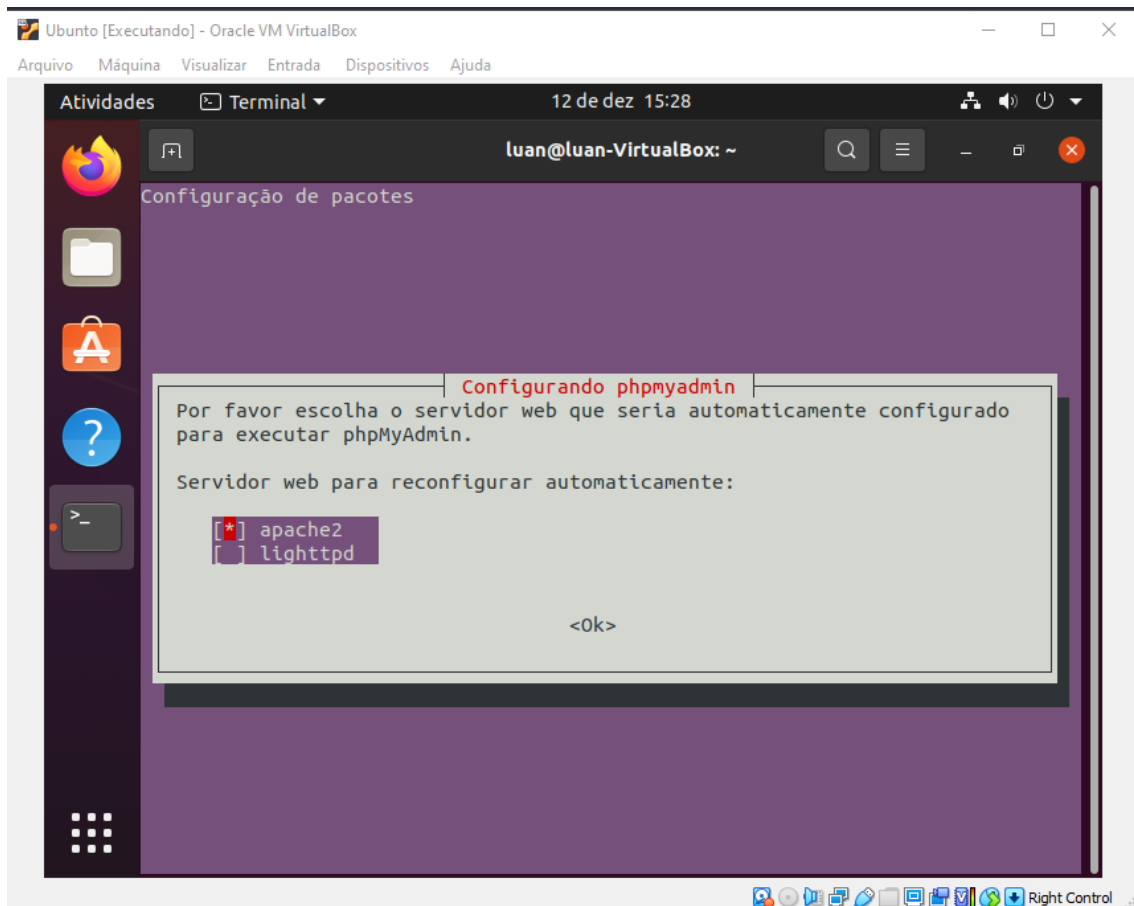 Ubunto [Executando] - Oracle VM VirtualBox
Arquivo Máquina Visualizar Entrada Dispositivos Ajuda
Atividades Terminal 12 de dez 15:28
luan@luan-VirtualBox: ~
Configuração de pacotes
Configurando phpmyadmin
Por favor escolha o servidor web que seria automaticamente configurado
para executar phpMyAdmin.
Servidor web para reconfigurar automaticamente:
[*] apache2
[ ] lighttpd
<Ok>
Right Control